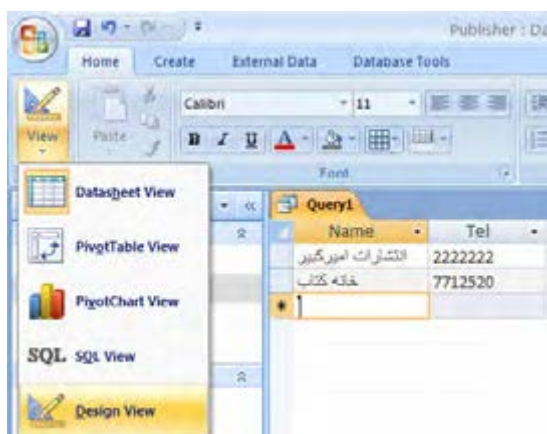 Publisher : Da
Home Create External Data Database Tools
View Paste Calibri 11
B I U A
Font
Datasheet View
PivotTable View
PivotChart View
SQL SQL View
Design View
Query1
Name Tel
انتشارات امیرکبیر 2222222
خانه کتاب 7712520